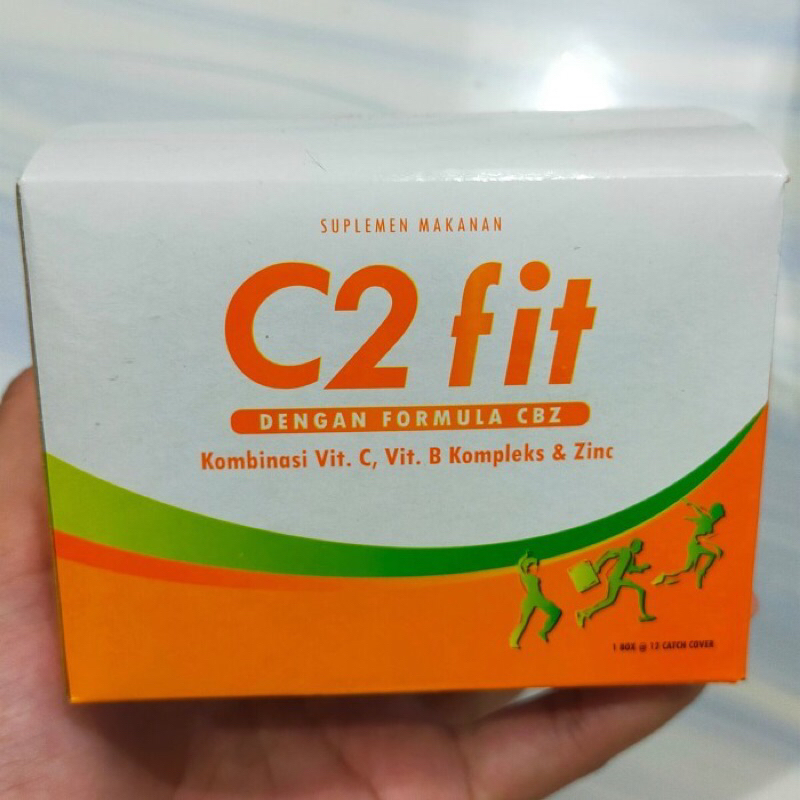 SUPLEMEN MAKANAN
C2 fit
DENGAN FORMULA CBZ
Kombinasi Vit. C, Vit. B Kompleks & Zinc
1 BOX @ 12 CATCH COVER